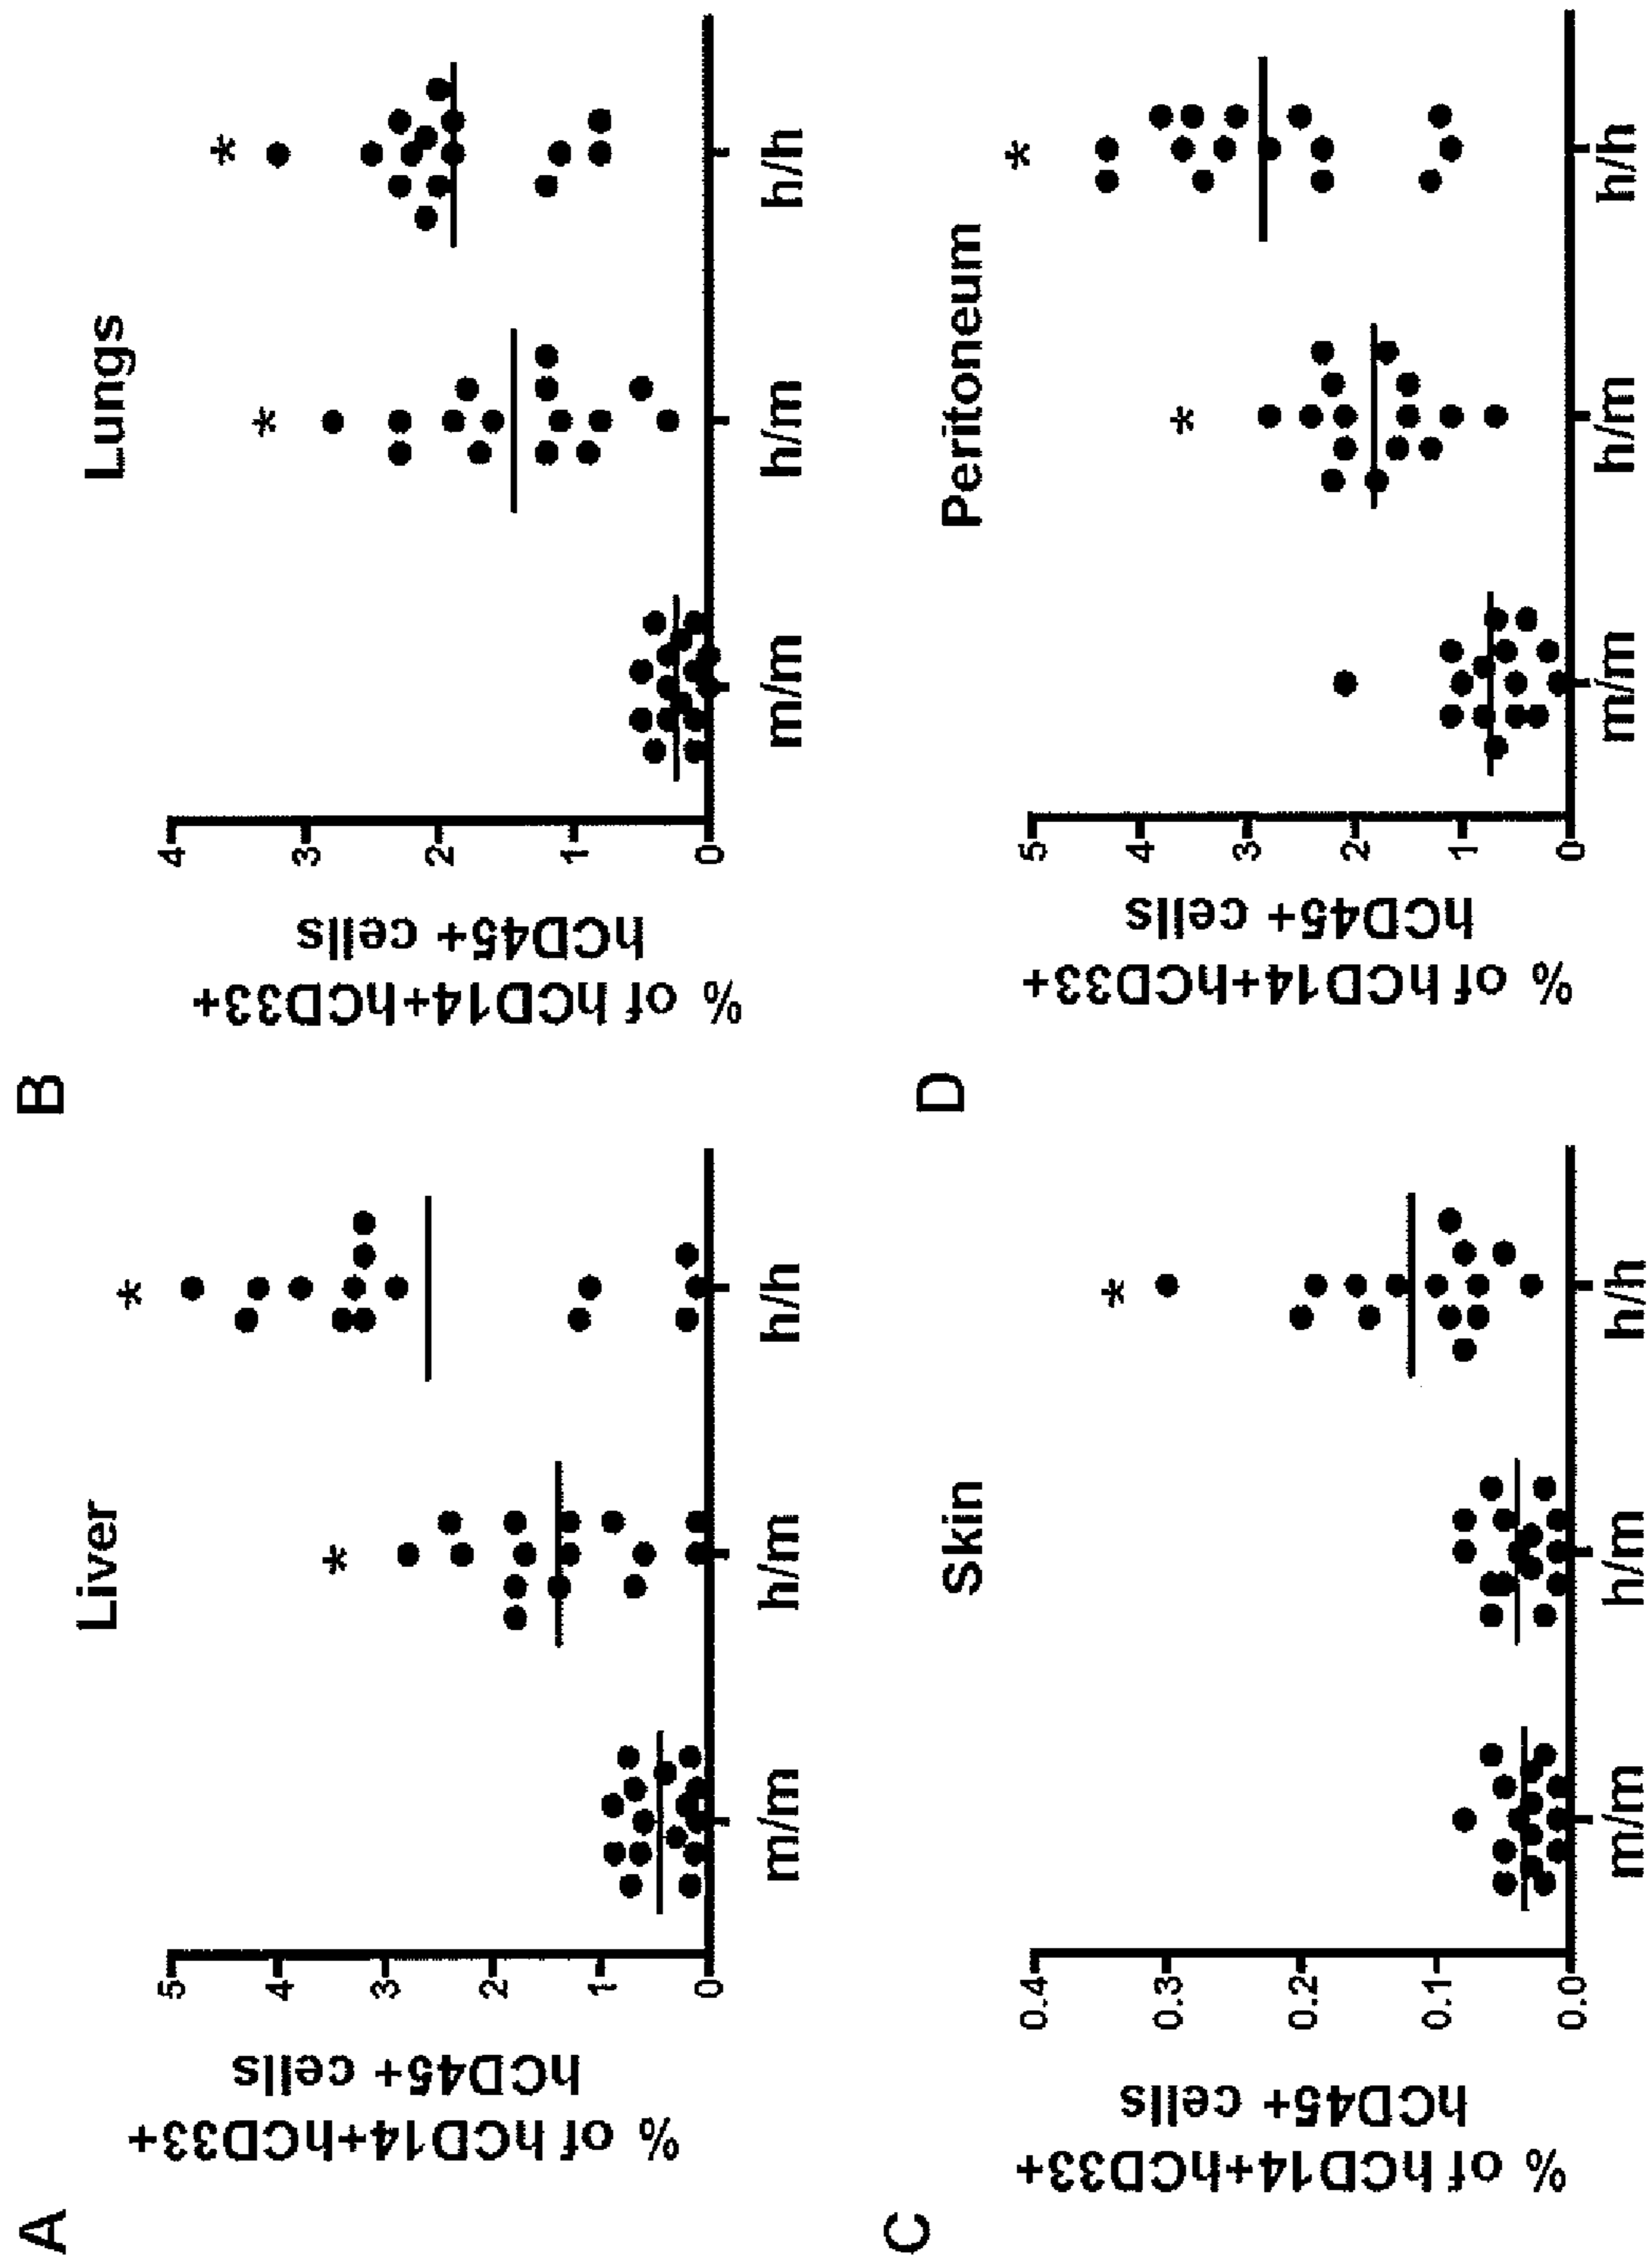 A
Liver
% of hCD14+hCD33+
hCD45+ cells
5
4
3
2
1
0
*
*
m/m
h/m
h/h
B
Lungs
% of hCD14+hCD33+
hCD45+ cells
4
3
2
1
0
*
*
m/m
h/m
h/h
C
Skin
% of hCD14+hCD33+
hCD45+ cells
0.4
0.3
0.2
0.1
0.0
*
m/m
h/m
h/h
D
Peritoneum
% of hCD14+hCD33+
hCD45+ cells
5
4
3
2
1
0
*
*
m/m
h/m
h/h